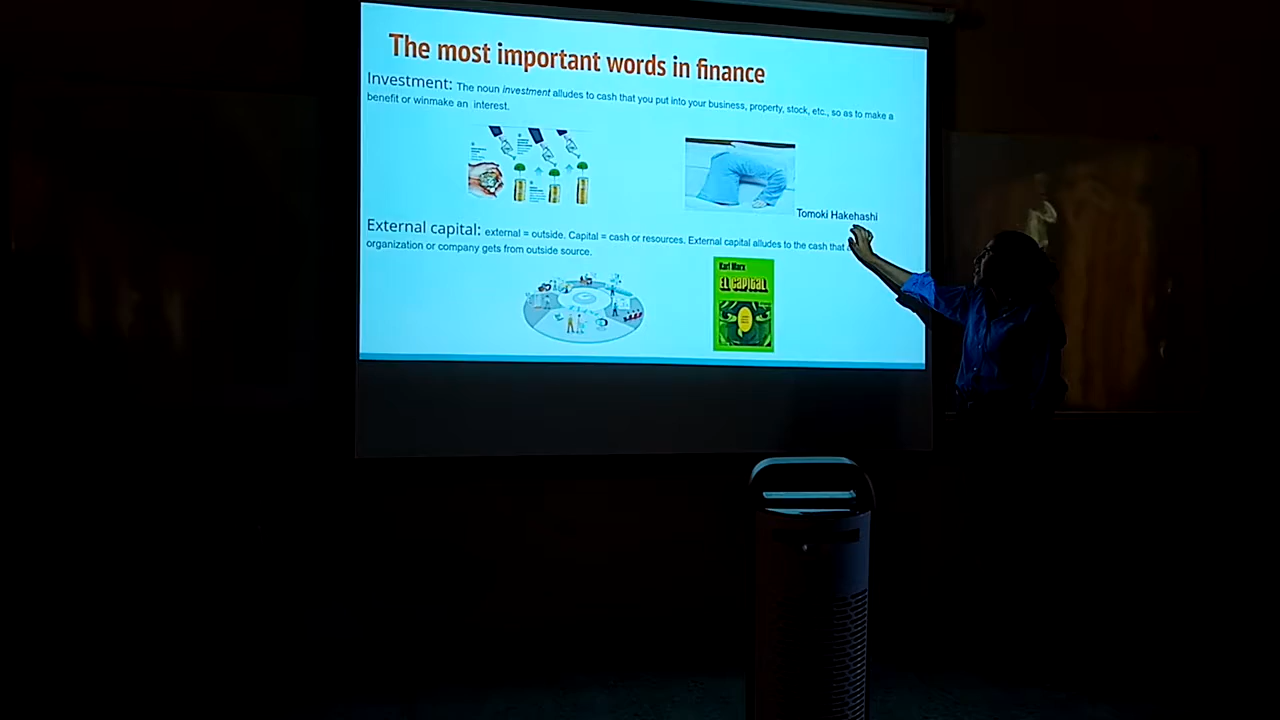 The most important words in finance
Investment: The noun investment alludes to cash that you put into your business, property, stock, etc., so as to make a
benefit or winmake an interest.
Tomoki Hakehashi
External capital: external = outside. Capital = cash or resources. External capital alludes to the cash that
organization or company gets from outside source.
Karl Marx
EL CAPITAL